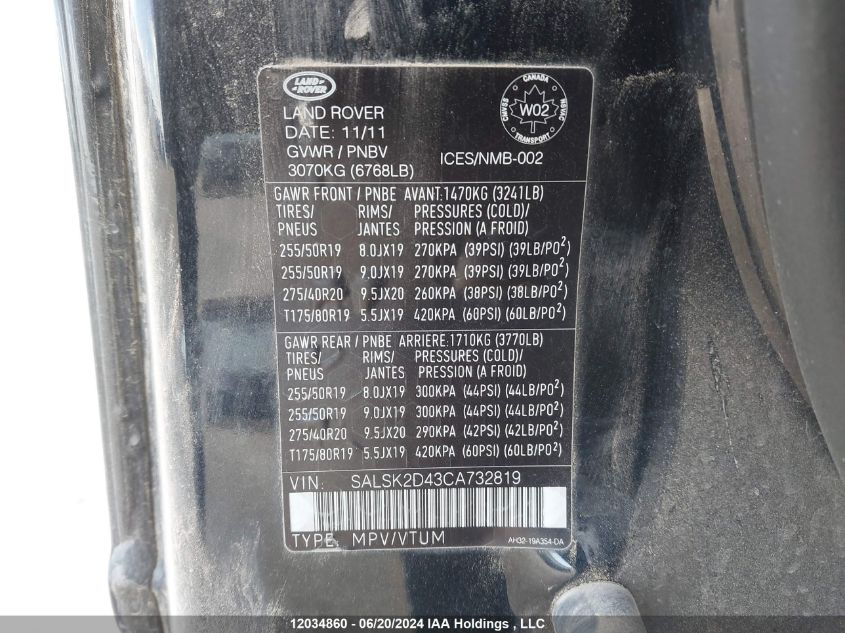 LAND ROVER
CANADA
W02
NSVAC
TRANSPORT
LAND ROVER
DATE: 11/11
GVWR / PNBV
3070KG (6768LB)
ICES/NMB-002
GAWR FRONT / PNBE AVANT:1470KG (3241LB)
TIRES/ RIMS/ PRESSURES (COLD)/
PNEUS JANTES PRESSION (A FROID)
255/50R19 8.0JX19 270KPA (39PSI) (39LB/PO²)
255/50R19 9.0JX19 270KPA (39PSI) (39LB/PO²)
275/40R20 9.5JX20 260KPA (38PSI) (38LB/PO²)
T175/80R19 5.5JX19 420KPA (60PSI) (60LB/PO²)
GAWR REAR / PNBE ARRIERE:1710KG (3770LB)
TIRES/ RIMS/ PRESSURES (COLD)/
PNEUS JANTES PRESSION (A FROID)
255/50R19 8.0JX19 300KPA (44PSI) (44LB/PO²)
255/50R19 9.0JX19 300KPA (44PSI) (44LB/PO²)
275/40R20 9.5JX20 290KPA (42PSI) (42LB/PO²)
T175/80R19 5.5JX19 420KPA (60PSI) (60LB/PO²)
VIN: SALSK2D43CA732819
TYPE: MPV/VTUM
AH32-19A354-DA
12034860 - 06/20/2024 IAA Holdings , LLC